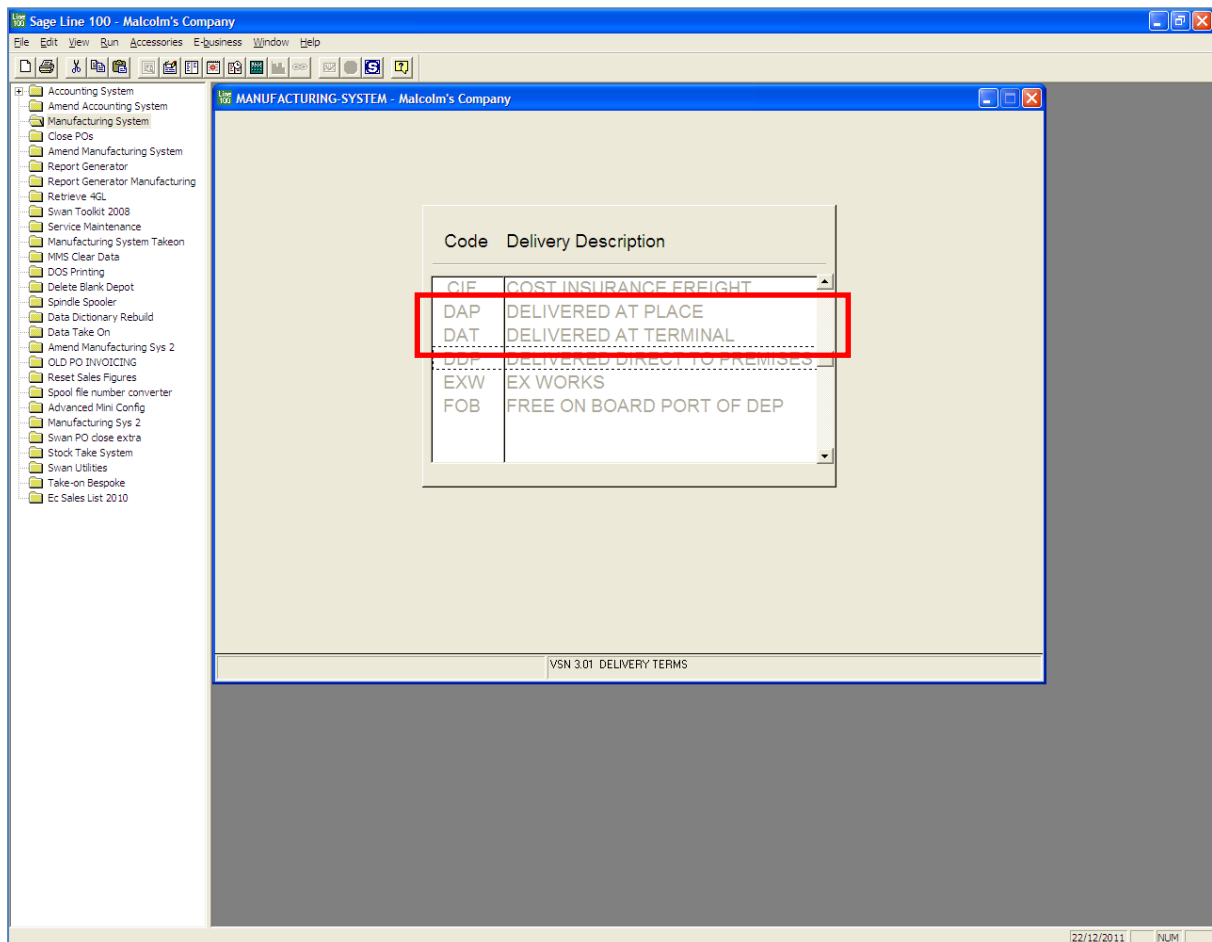 Sage Line 100 - Malcolm's Company
File Edit View Run Accessories E-business Window Help
Accounting System
Amend Accounting System
Manufacturing System
Close POs
Amend Manufacturing System
Report Generator
Report Generator Manufacturing
Retrieve 4GL
Swan Toolkit 2008
Service Maintenance
Manufacturing System Takeon
MMS Clear Data
DOS Printing
Delete Blank Depot
Spindle Spooler
Data Dictionary Rebuild
Data Take On
Amend Manufacturing Sys 2
OLD PO INVOICING
Reset Sales Figures
Spool file number converter
Advanced Mini Config
Manufacturing Sys 2
Swan PO close extra
Stock Take System
Swan Utilities
Take-on Bespoke
Ec Sales List 2010
Line 100 MANUFACTURING-SYSTEM - Malcolm's Company
Code Delivery Description
CIF COST INSURANCE FREIGHT
DAP DELIVERED AT PLACE
DAT DELIVERED AT TERMINAL
DDP DELIVERED DIRECT TO PREMISES
EXW EX WORKS
FOB FREE ON BOARD PORT OF DEP
VSN 3.01 DELIVERY TERMS
22/12/2011 NUM